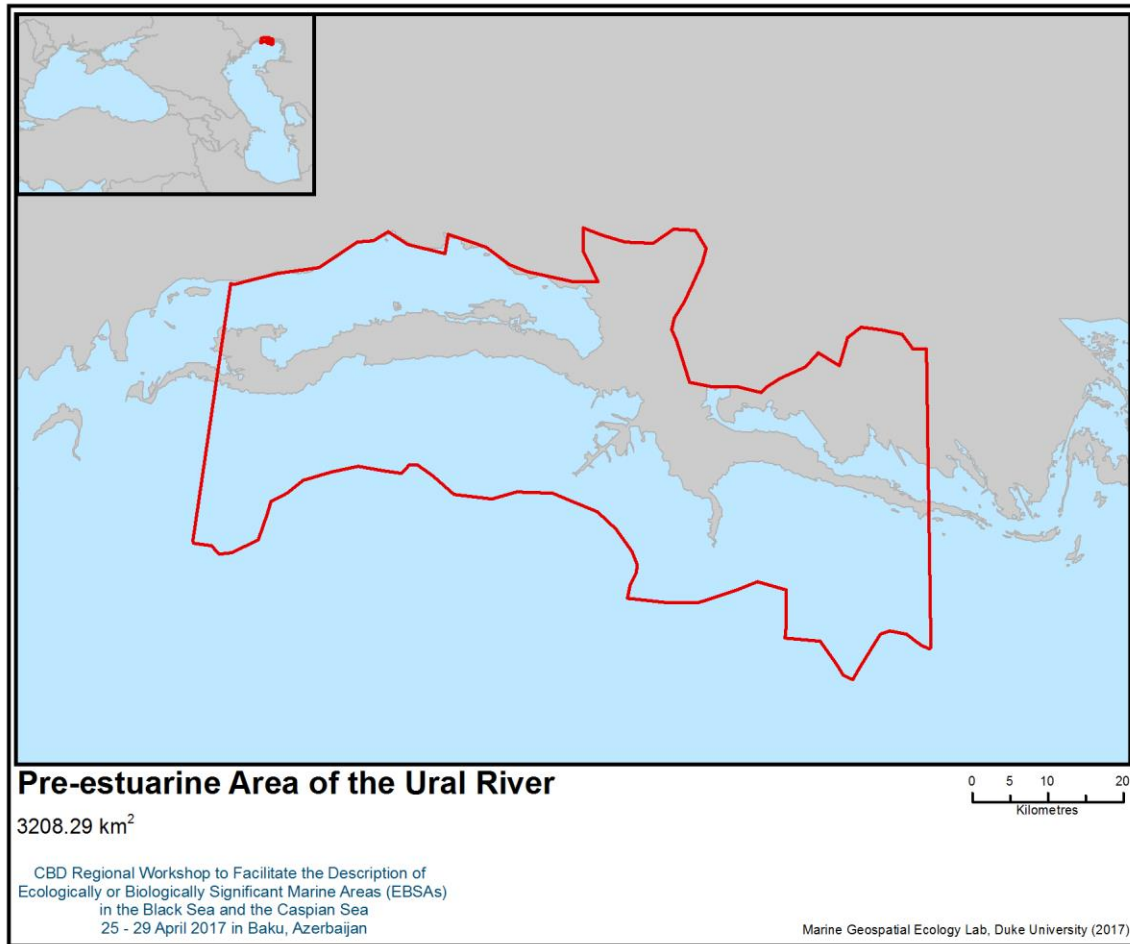 Pre-estuarine Area of the Ural River
3208.29 km²
0 5 10 20
Kilometres
CBD Regional Workshop to Facilitate the Description of
Ecologically or Biologically Significant Marine Areas (EBSAs)
in the Black Sea and the Caspian Sea
25 - 29 April 2017 in Baku, Azerbaijan
Marine Geospatial Ecology Lab, Duke University (2017)